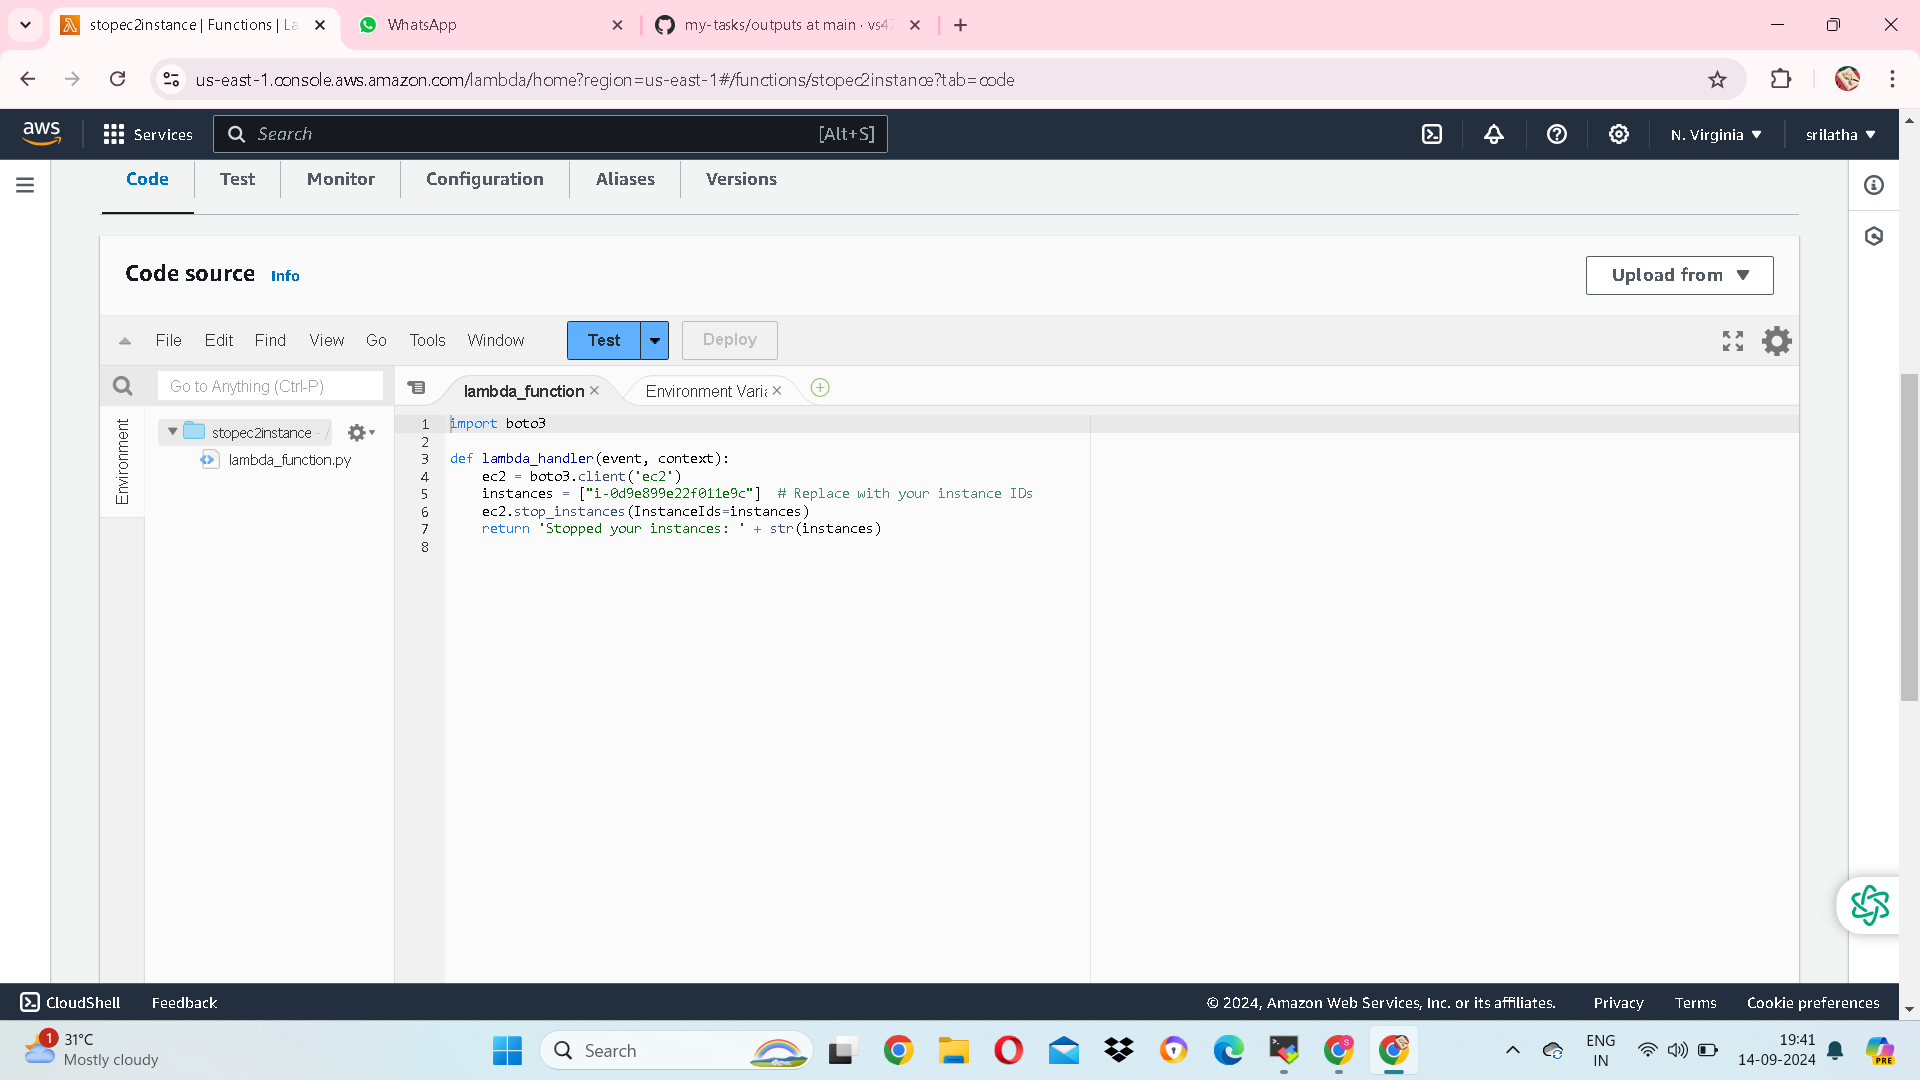 stopec2instance | Functions | La
WhatsApp
my-tasks/outputs at main · vs47
us-east-1.console.aws.amazon.com/lambda/home?region=us-east-1#/functions/stopec2instance?tab=code
aws
Services
Search
[Alt+S]
N. Virginia
srilatha
Code
Test
Monitor
Configuration
Aliases
Versions
Code source
Info
Upload from
File
Edit
Find
View
Go
Tools
Window
Test
Deploy
Go to Anything (Ctrl-P)
lambda_function
Environment Vari
Environment
stopec2instance - /
lambda_function.py
1 import boto3
2
3 def lambda_handler(event, context):
4 ec2 = boto3.client('ec2')
5 instances = ["i-0d9e899e22f011e9c"]  # Replace with your instance IDs
6 ec2.stop_instances(InstanceIds=instances)
7 return 'Stopped your instances: ' + str(instances)
8
CloudShell
Feedback
© 2024, Amazon Web Services, Inc. or its affiliates.
Privacy
Terms
Cookie preferences
1
31°C
Mostly cloudy
Search
S
ENG
IN
19:41
14-09-2024
PRE